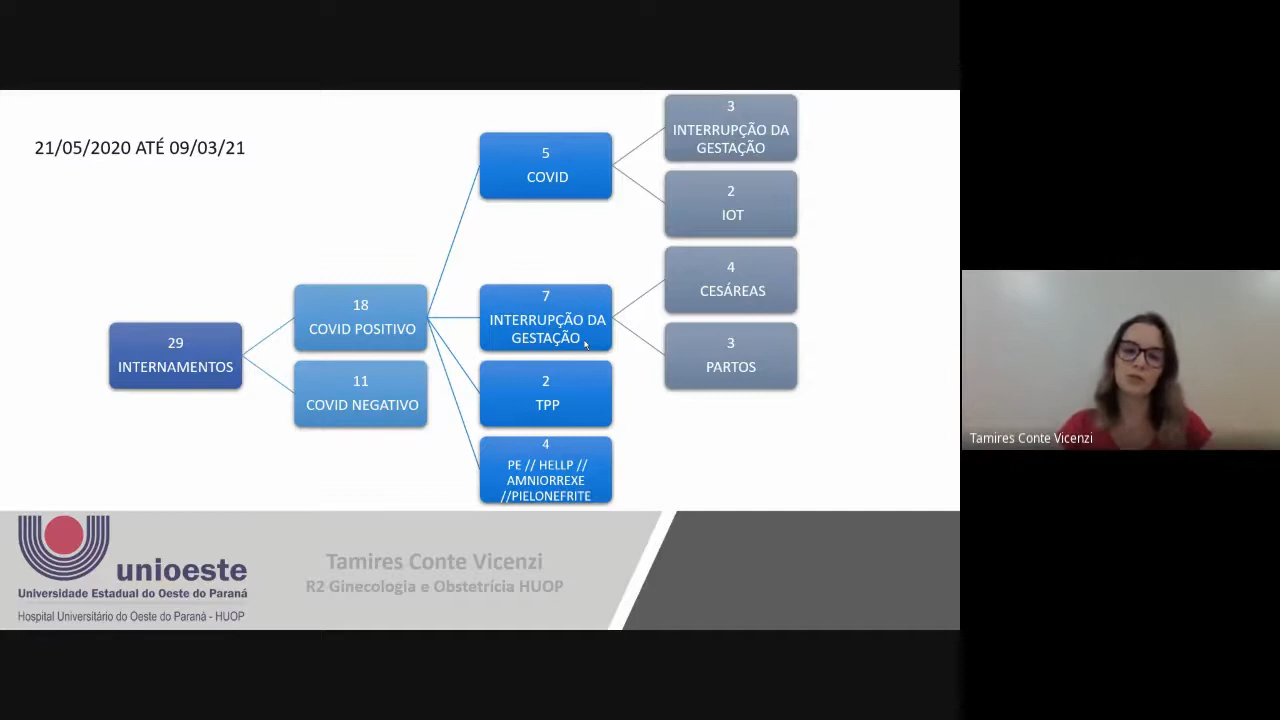 21/05/2020 ATÉ 09/03/21
29
INTERNAMENTOS
18
COVID POSITIVO
11
COVID NEGATIVO
5
COVID
7
INTERRUPÇÃO DA
GESTAÇÃO
2
TPP
4
PE // HELLP //
AMNIORREXE
//PIELONEFRITE
3
INTERRUPÇÃO DA
GESTAÇÃO
2
IOT
4
CESÁREAS
3
PARTOS
unioeste
Universidade Estadual do Oeste do Paraná
Hospital Universitário do Oeste do Paraná - HUOP
Tamires Conte Vicenzi
R2 Ginecologia e Obstetrícia HUOP
Tamires Conte Vicenzi